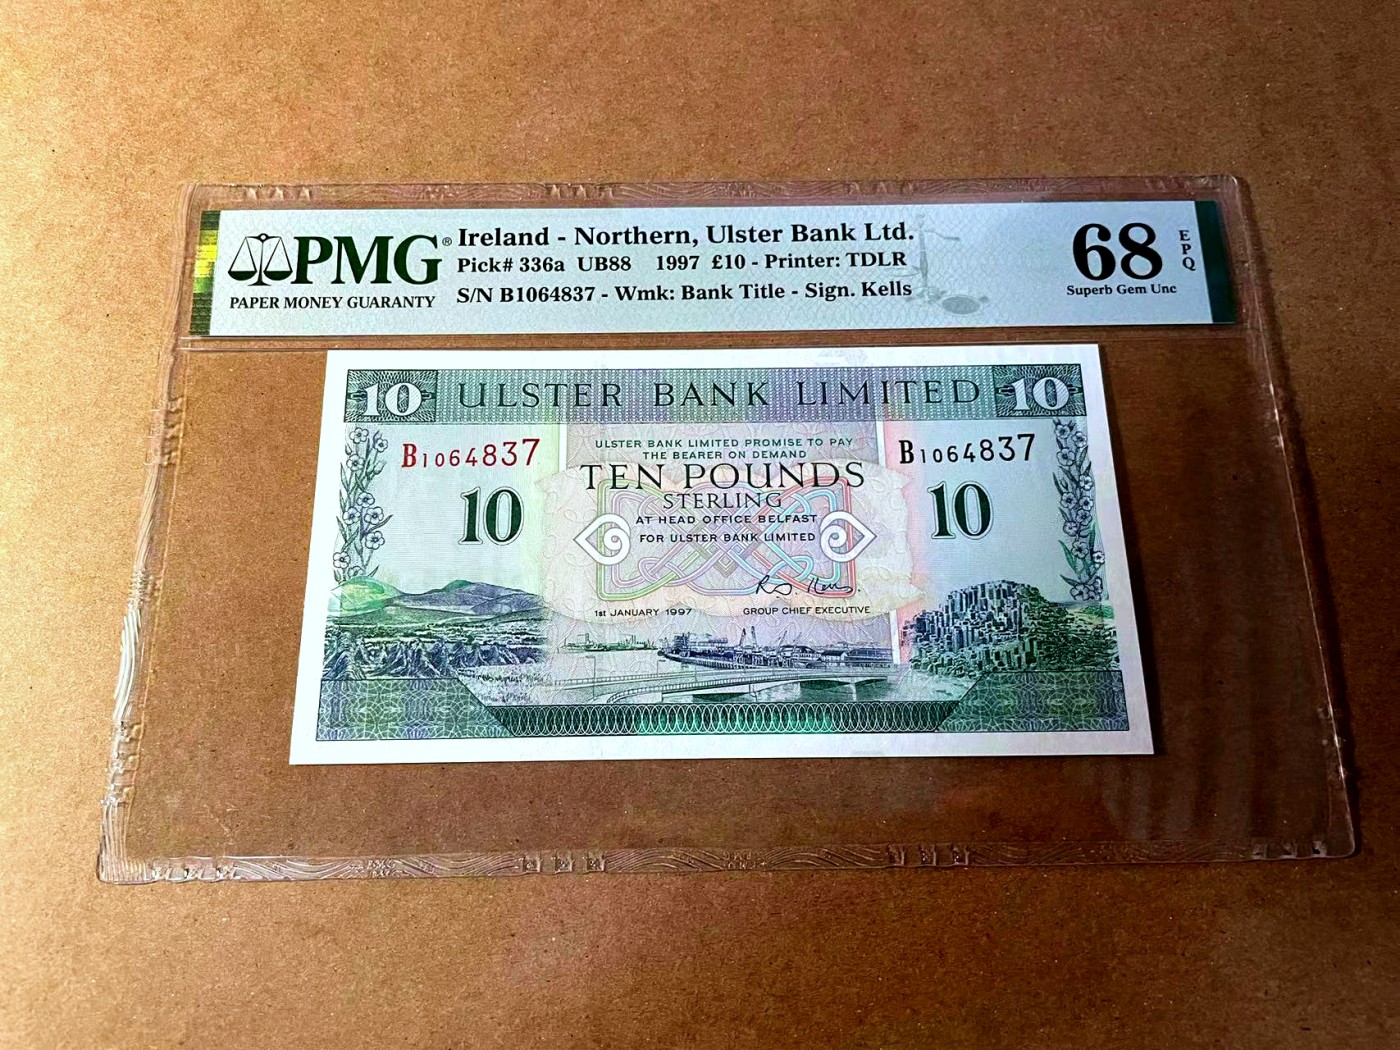 PMG®
PAPER MONEY GUARANTY
Ireland - Northern, Ulster Bank Ltd.
Pick# 336a UB88 1997 £10 - Printer: TDLR
S/N B1064837 - Wmk: Bank Title - Sign. Kells
68
EPQ
Superb Gem Unc
10 ULSTER BANK LIMITED 10
B1064837
B1064837
ULSTER BANK LIMITED PROMISE TO PAY
THE BEARER ON DEMAND
TEN POUNDS
STERLING
10
10
AT HEAD OFFICE BELFAST
FOR ULSTER BANK LIMITED
1st JANUARY 1997
GROUP CHIEF EXECUTIVE